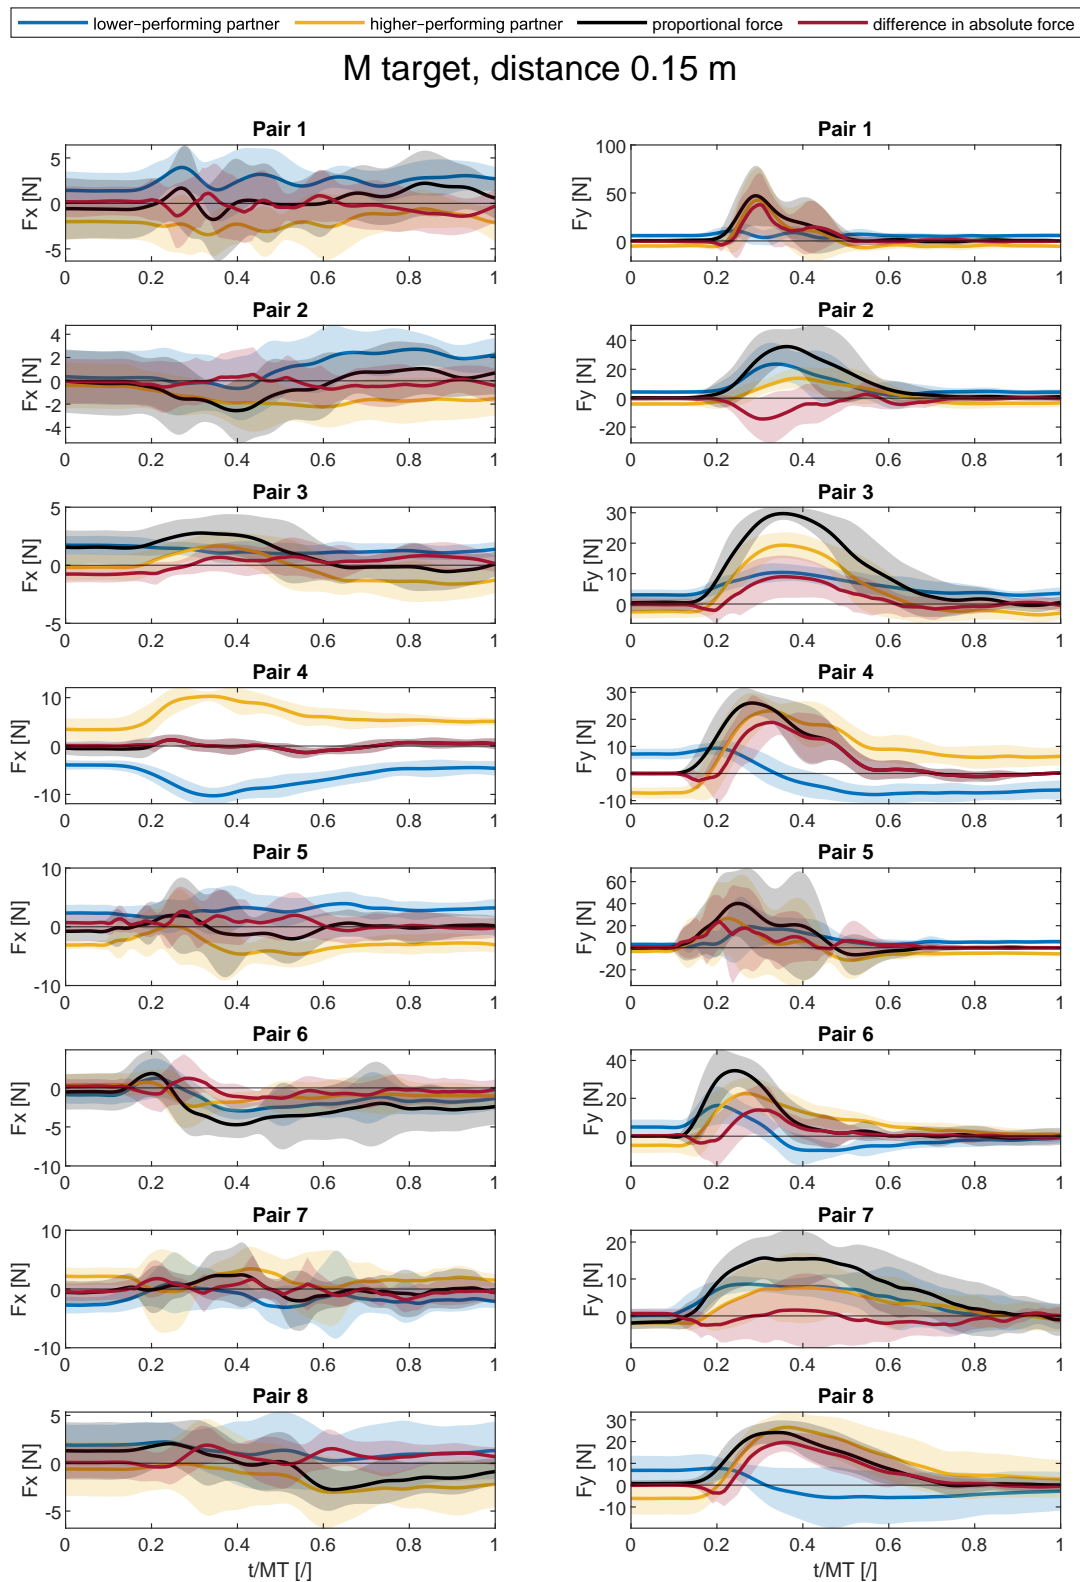 lower−performing partner higher−performing partner proportional force difference in absolute force
M target, distance 0.15 m
Pair 1
Fx [N]
5
0
-5
0 0.2 0.4 0.6 0.8 1
Pair 1
Fy [N]
100
50
0
0 0.2 0.4 0.6 0.8 1
Pair 2
Fx [N]
4
2
0
-2
-4
0 0.2 0.4 0.6 0.8 1
Pair 2
Fy [N]
40
20
0
-20
0 0.2 0.4 0.6 0.8 1
Pair 3
Fx [N]
5
0
-5
0 0.2 0.4 0.6 0.8 1
Pair 3
Fy [N]
30
20
10
0
0 0.2 0.4 0.6 0.8 1
Pair 4
Fx [N]
10
0
-10
0 0.2 0.4 0.6 0.8 1
Pair 4
Fy [N]
30
20
10
0
-10
0 0.2 0.4 0.6 0.8 1
Pair 5
Fx [N]
10
0
-10
0 0.2 0.4 0.6 0.8 1
Pair 5
Fy [N]
60
40
20
0
-20
0 0.2 0.4 0.6 0.8 1
Pair 6
Fx [N]
0
-5
-10
0 0.2 0.4 0.6 0.8 1
Pair 6
Fy [N]
40
20
0
0 0.2 0.4 0.6 0.8 1
Pair 7
Fx [N]
10
0
-10
0 0.2 0.4 0.6 0.8 1
Pair 7
Fy [N]
20
10
0
0 0.2 0.4 0.6 0.8 1
Pair 8
Fx [N]
5
0
-5
0 0.2 0.4 0.6 0.8 1
t/MT [/]
Pair 8
Fy [N]
30
20
10
0
-10
0 0.2 0.4 0.6 0.8 1
t/MT [/]